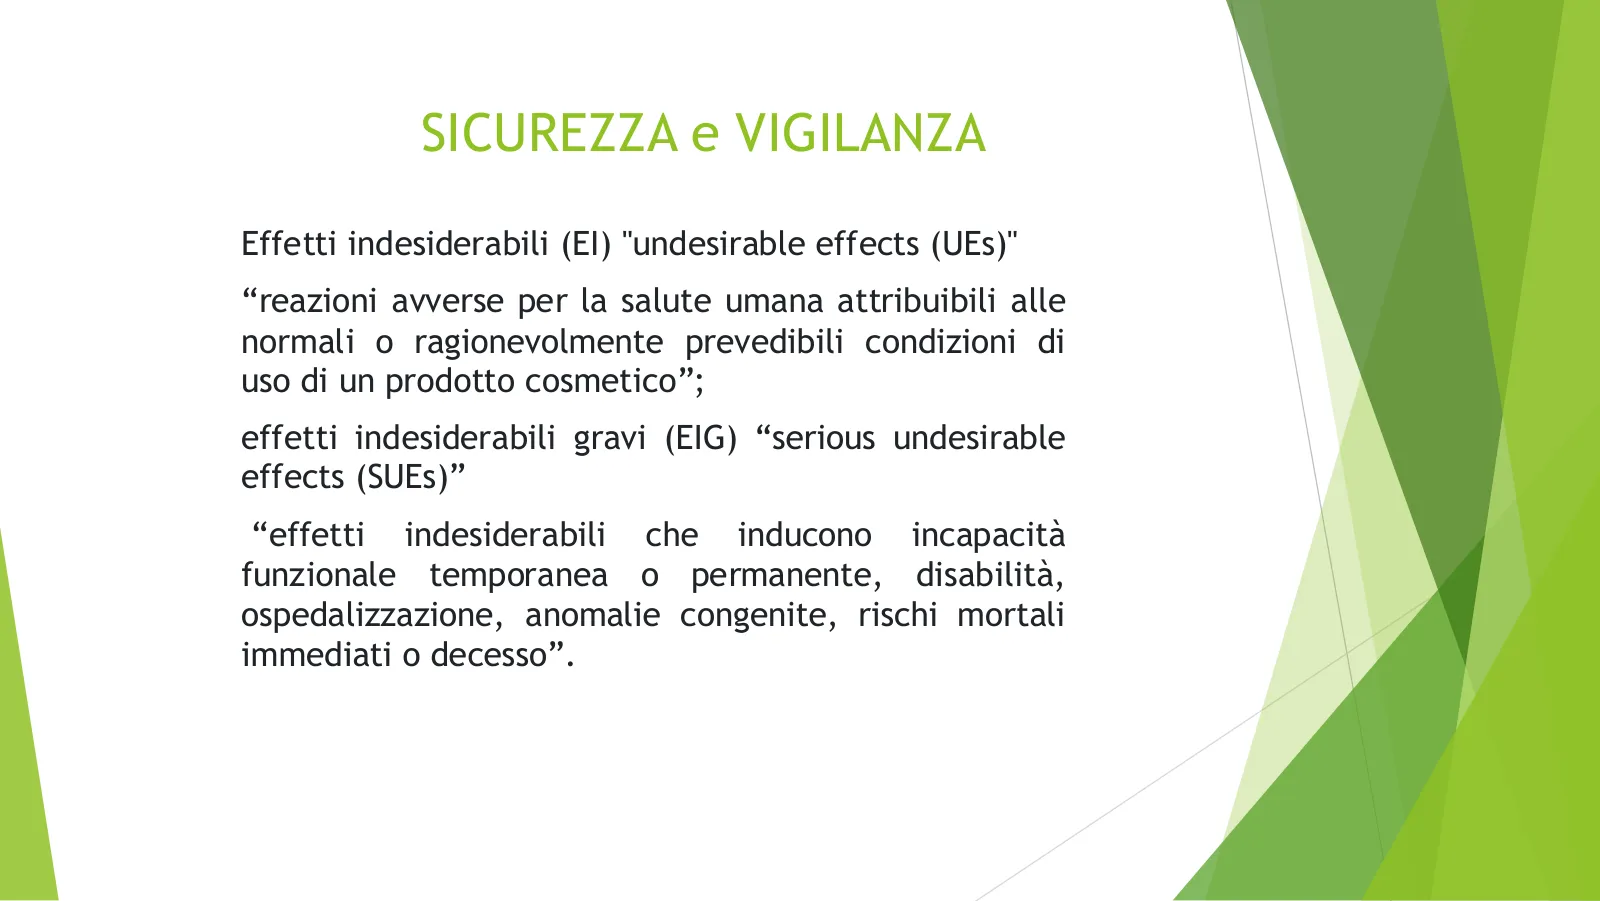 SICUREZZA e VIGILANZA
Effetti indesiderabili (EI) "undesirable effects (UEs)"
“reazioni avverse per la salute umana attribuibili alle
normali o ragionevolmente prevedibili condizioni di
uso di un prodotto cosmetico”;
effetti indesiderabili gravi (EIG) “serious undesirable
effects (SUEs)”
“effetti indesiderabili che inducono incapacità
funzionale temporanea o permanente, disabilità,
ospedalizzazione, anomalie congenite, rischi mortali
immediati o decesso”.